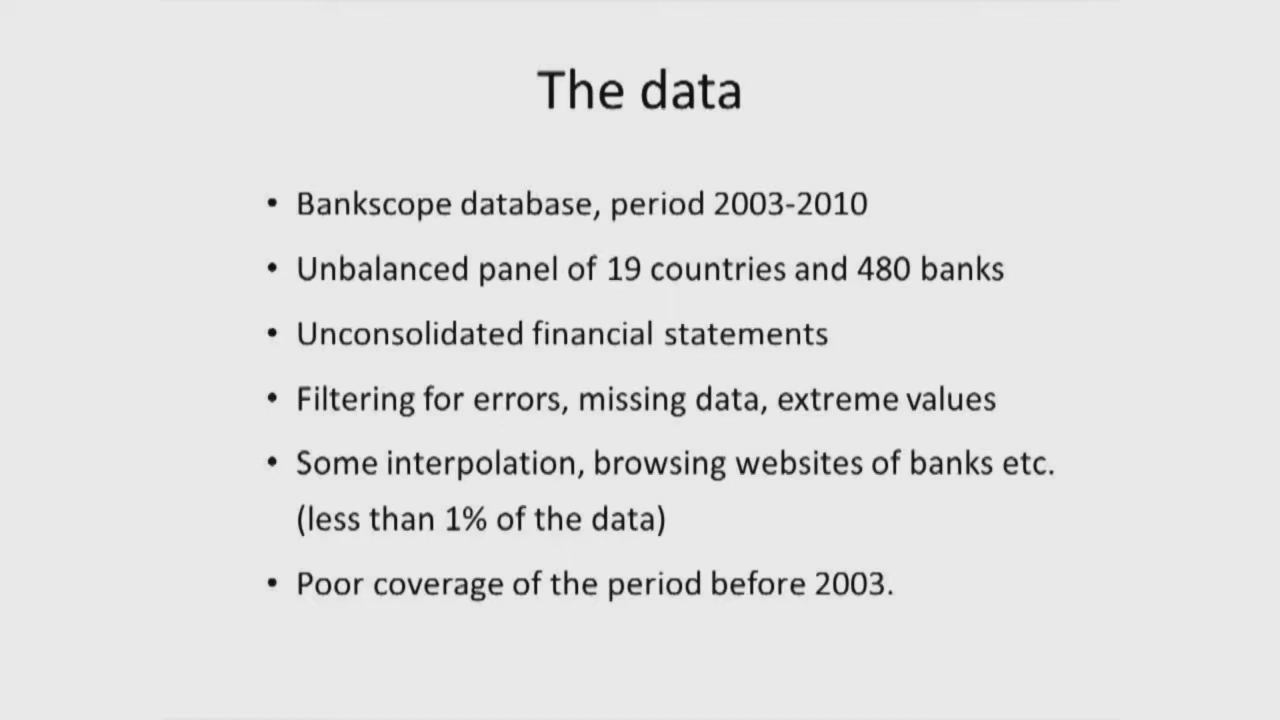 The data
• Bankscope database, period 2003-2010
• Unbalanced panel of 19 countries and 480 banks
• Unconsolidated financial statements
• Filtering for errors, missing data, extreme values
• Some interpolation, browsing websites of banks etc.
(less than 1% of the data)
• Poor coverage of the period before 2003.